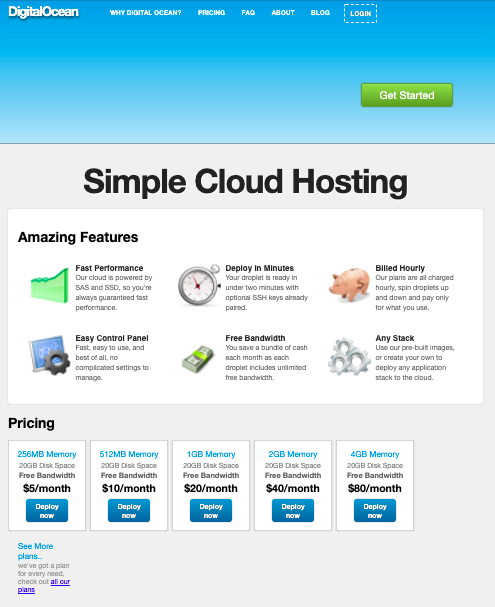 DigitalOcean
WHY DIGITAL OCEAN?
PRICING
FAQ
ABOUT
BLOG
LOGIN
Get Started
Simple Cloud Hosting
Amazing Features
Fast Performance
Our cloud is powered by
SAS and SSD, so you're
always guaranteed fast
performance.
Deploy In Minutes
Your droplet is ready in
under two minutes with
optional SSH keys already
paired.
Billed Hourly
Our plans are all charged
hourly, spin droplets up
and down and pay only
for what you use.
Easy Control Panel
Fast, easy to use, and
best of all, no
complicated settings to
manage.
Free Bandwidth
You save a bundle of cash
each month as each
droplet includes unlimited
free bandwidth.
Any Stack
Use our pre-built images,
or create your own to
deploy any application
stack to the cloud.
Pricing
256MB Memory
20GB Disk Space
Free Bandwidth
$5/month
Deploy
now
512MB Memory
20GB Disk Space
Free Bandwidth
$10/month
Deploy
now
1GB Memory
20GB Disk Space
Free Bandwidth
$20/month
Deploy
now
2GB Memory
20GB Disk Space
Free Bandwidth
$40/month
Deploy
now
4GB Memory
20GB Disk Space
Free Bandwidth
$80/month
Deploy
now
See More
plans..
we've got a plan
for every need,
check out all our
plans